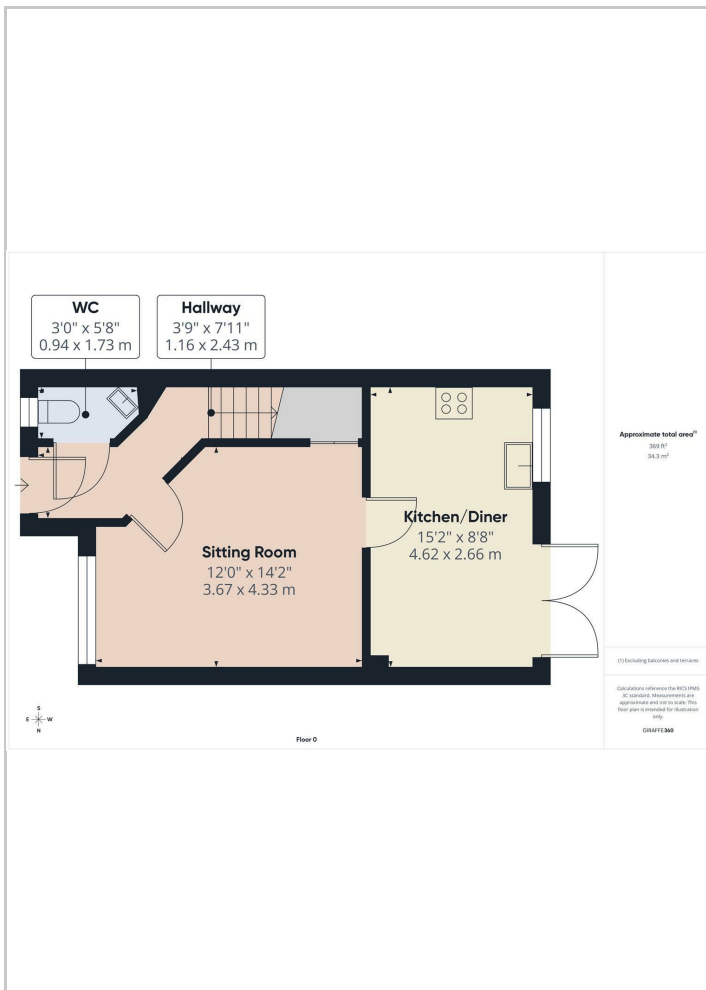 WC
3'0" x 5'8"
0.94 x 1.73 m
Hallway
3'9" x 7'11"
1.16 x 2.43 m
Kitchen/Diner
15'2" x 8'8"
4.62 x 2.66 m
Sitting Room
12'0" x 14'2"
3.67 x 4.33 m
S
E W
N
Floor 0
Approximate total area(1)
369 ft²
34.3 m²
(1) Excluding balconies and terraces
Calculations reference the RICS IPMS
3C standard. Measurements are
approximate and not to scale. This
floor plan is intended for illustration
only.
GIRAFFE360